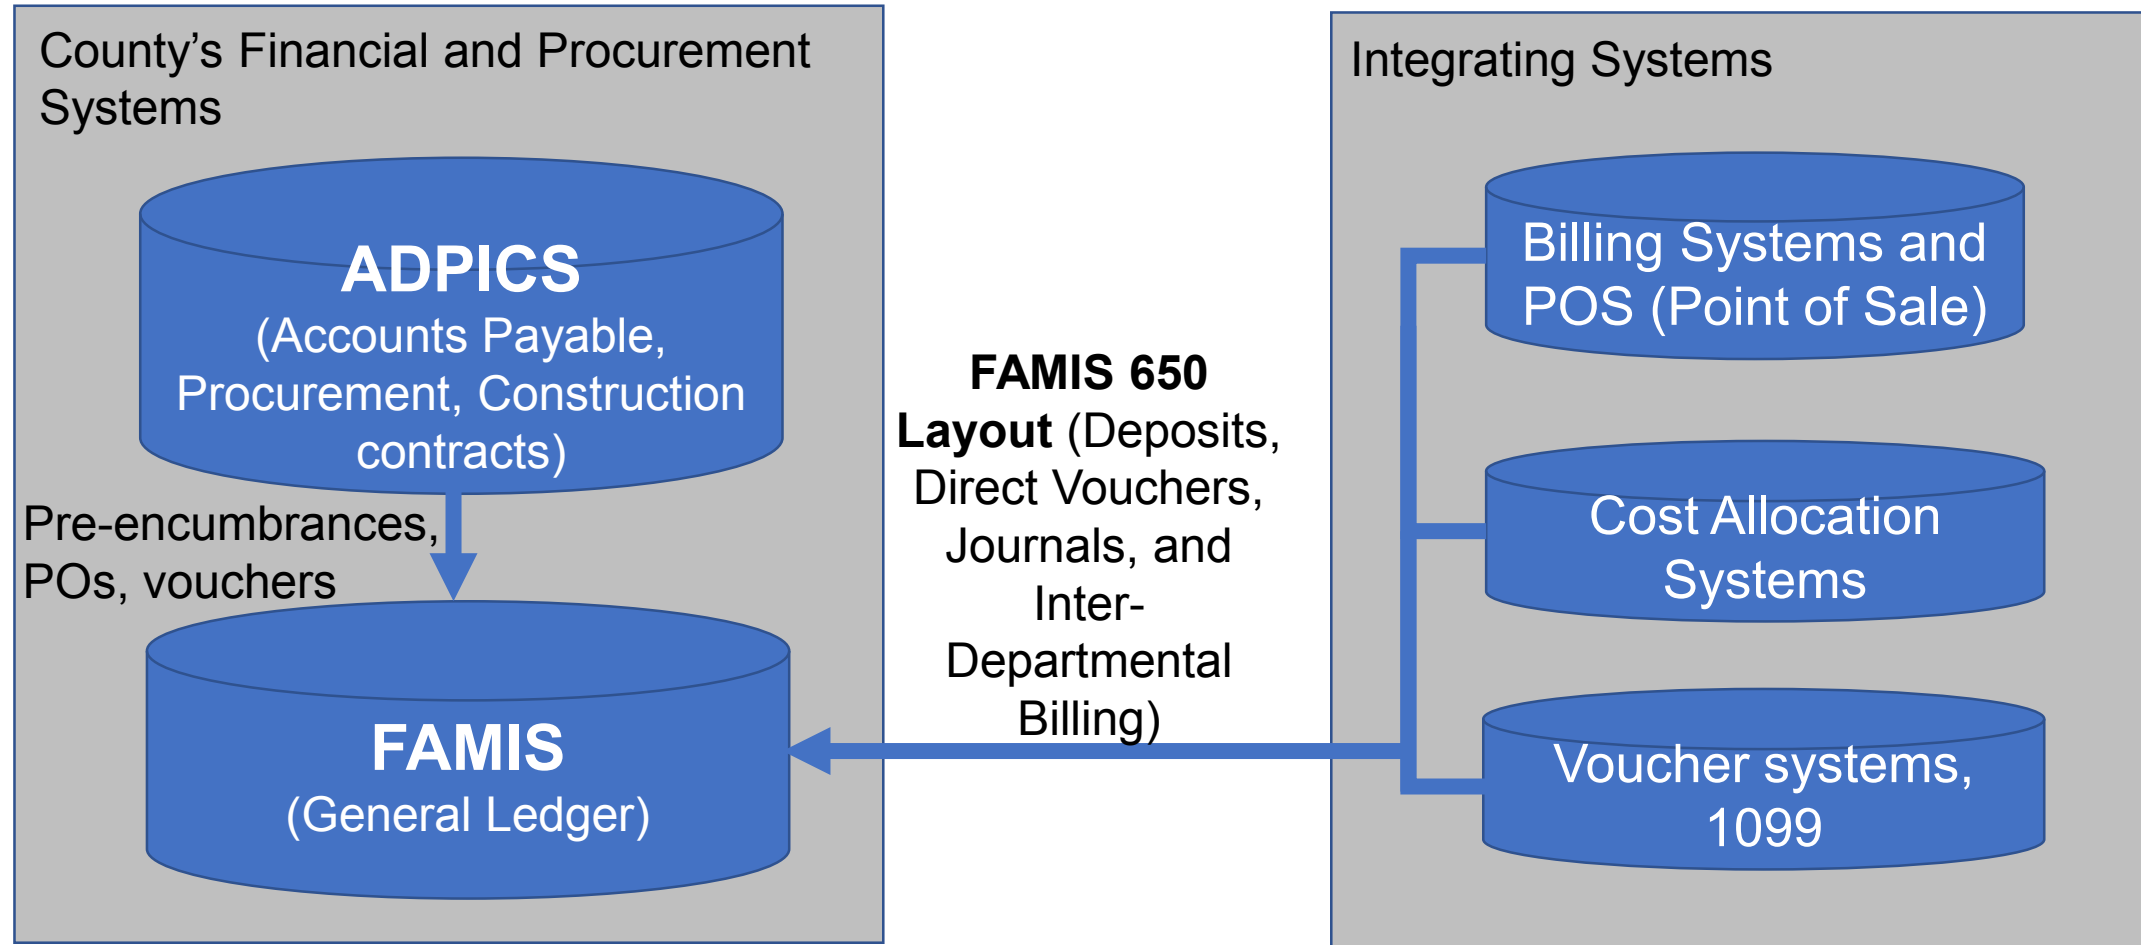 County’s Financial and Procurement
Systems
ADPICS
(Accounts Payable,
Procurement, Construction
contracts)
Pre-encumbrances,
POs, vouchers
FAMIS
(General Ledger)
FAMIS 650
Layout (Deposits,
Direct Vouchers,
Journals, and
Inter-
Departmental
Billing)
Integrating Systems
Billing Systems and
POS (Point of Sale)
Cost Allocation
Systems
Voucher systems,
1099